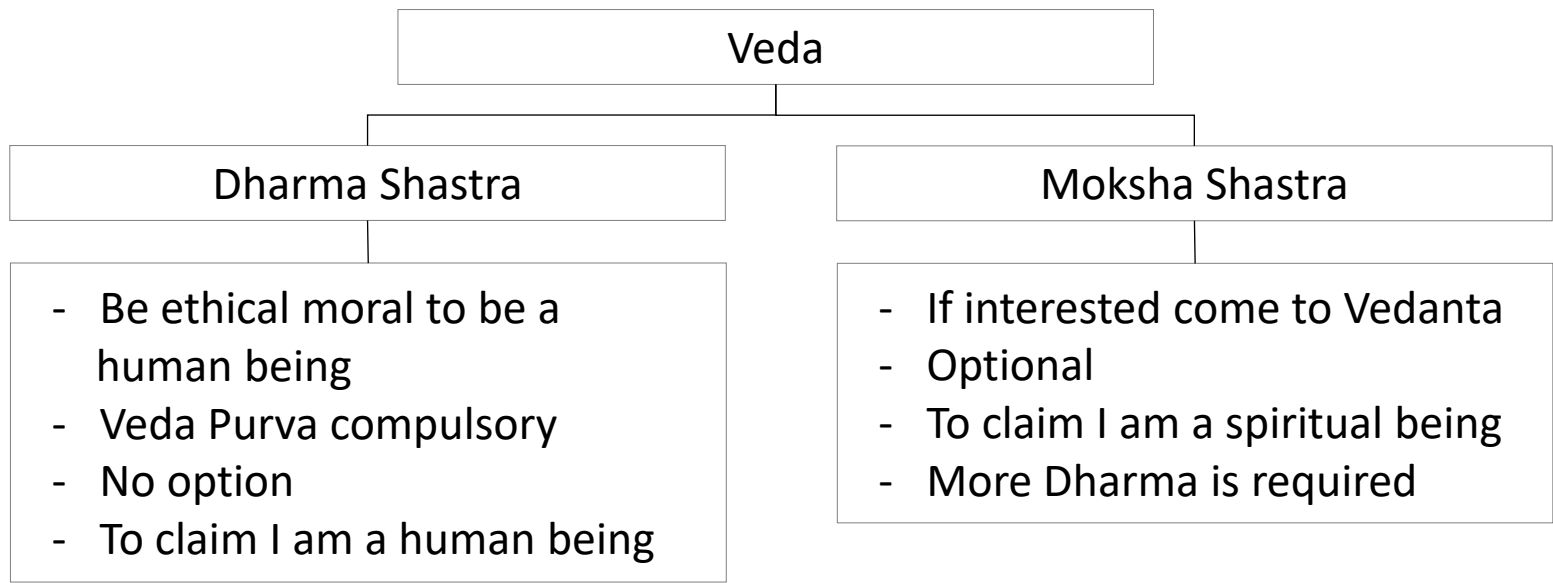 Veda
Dharma Shastra
Moksha Shastra
- Be ethical moral to be a
human being
- Veda Purva compulsory
- No option
- To claim I am a human being
- If interested come to Vedanta
- Optional
- To claim I am a spiritual being
- More Dharma is required